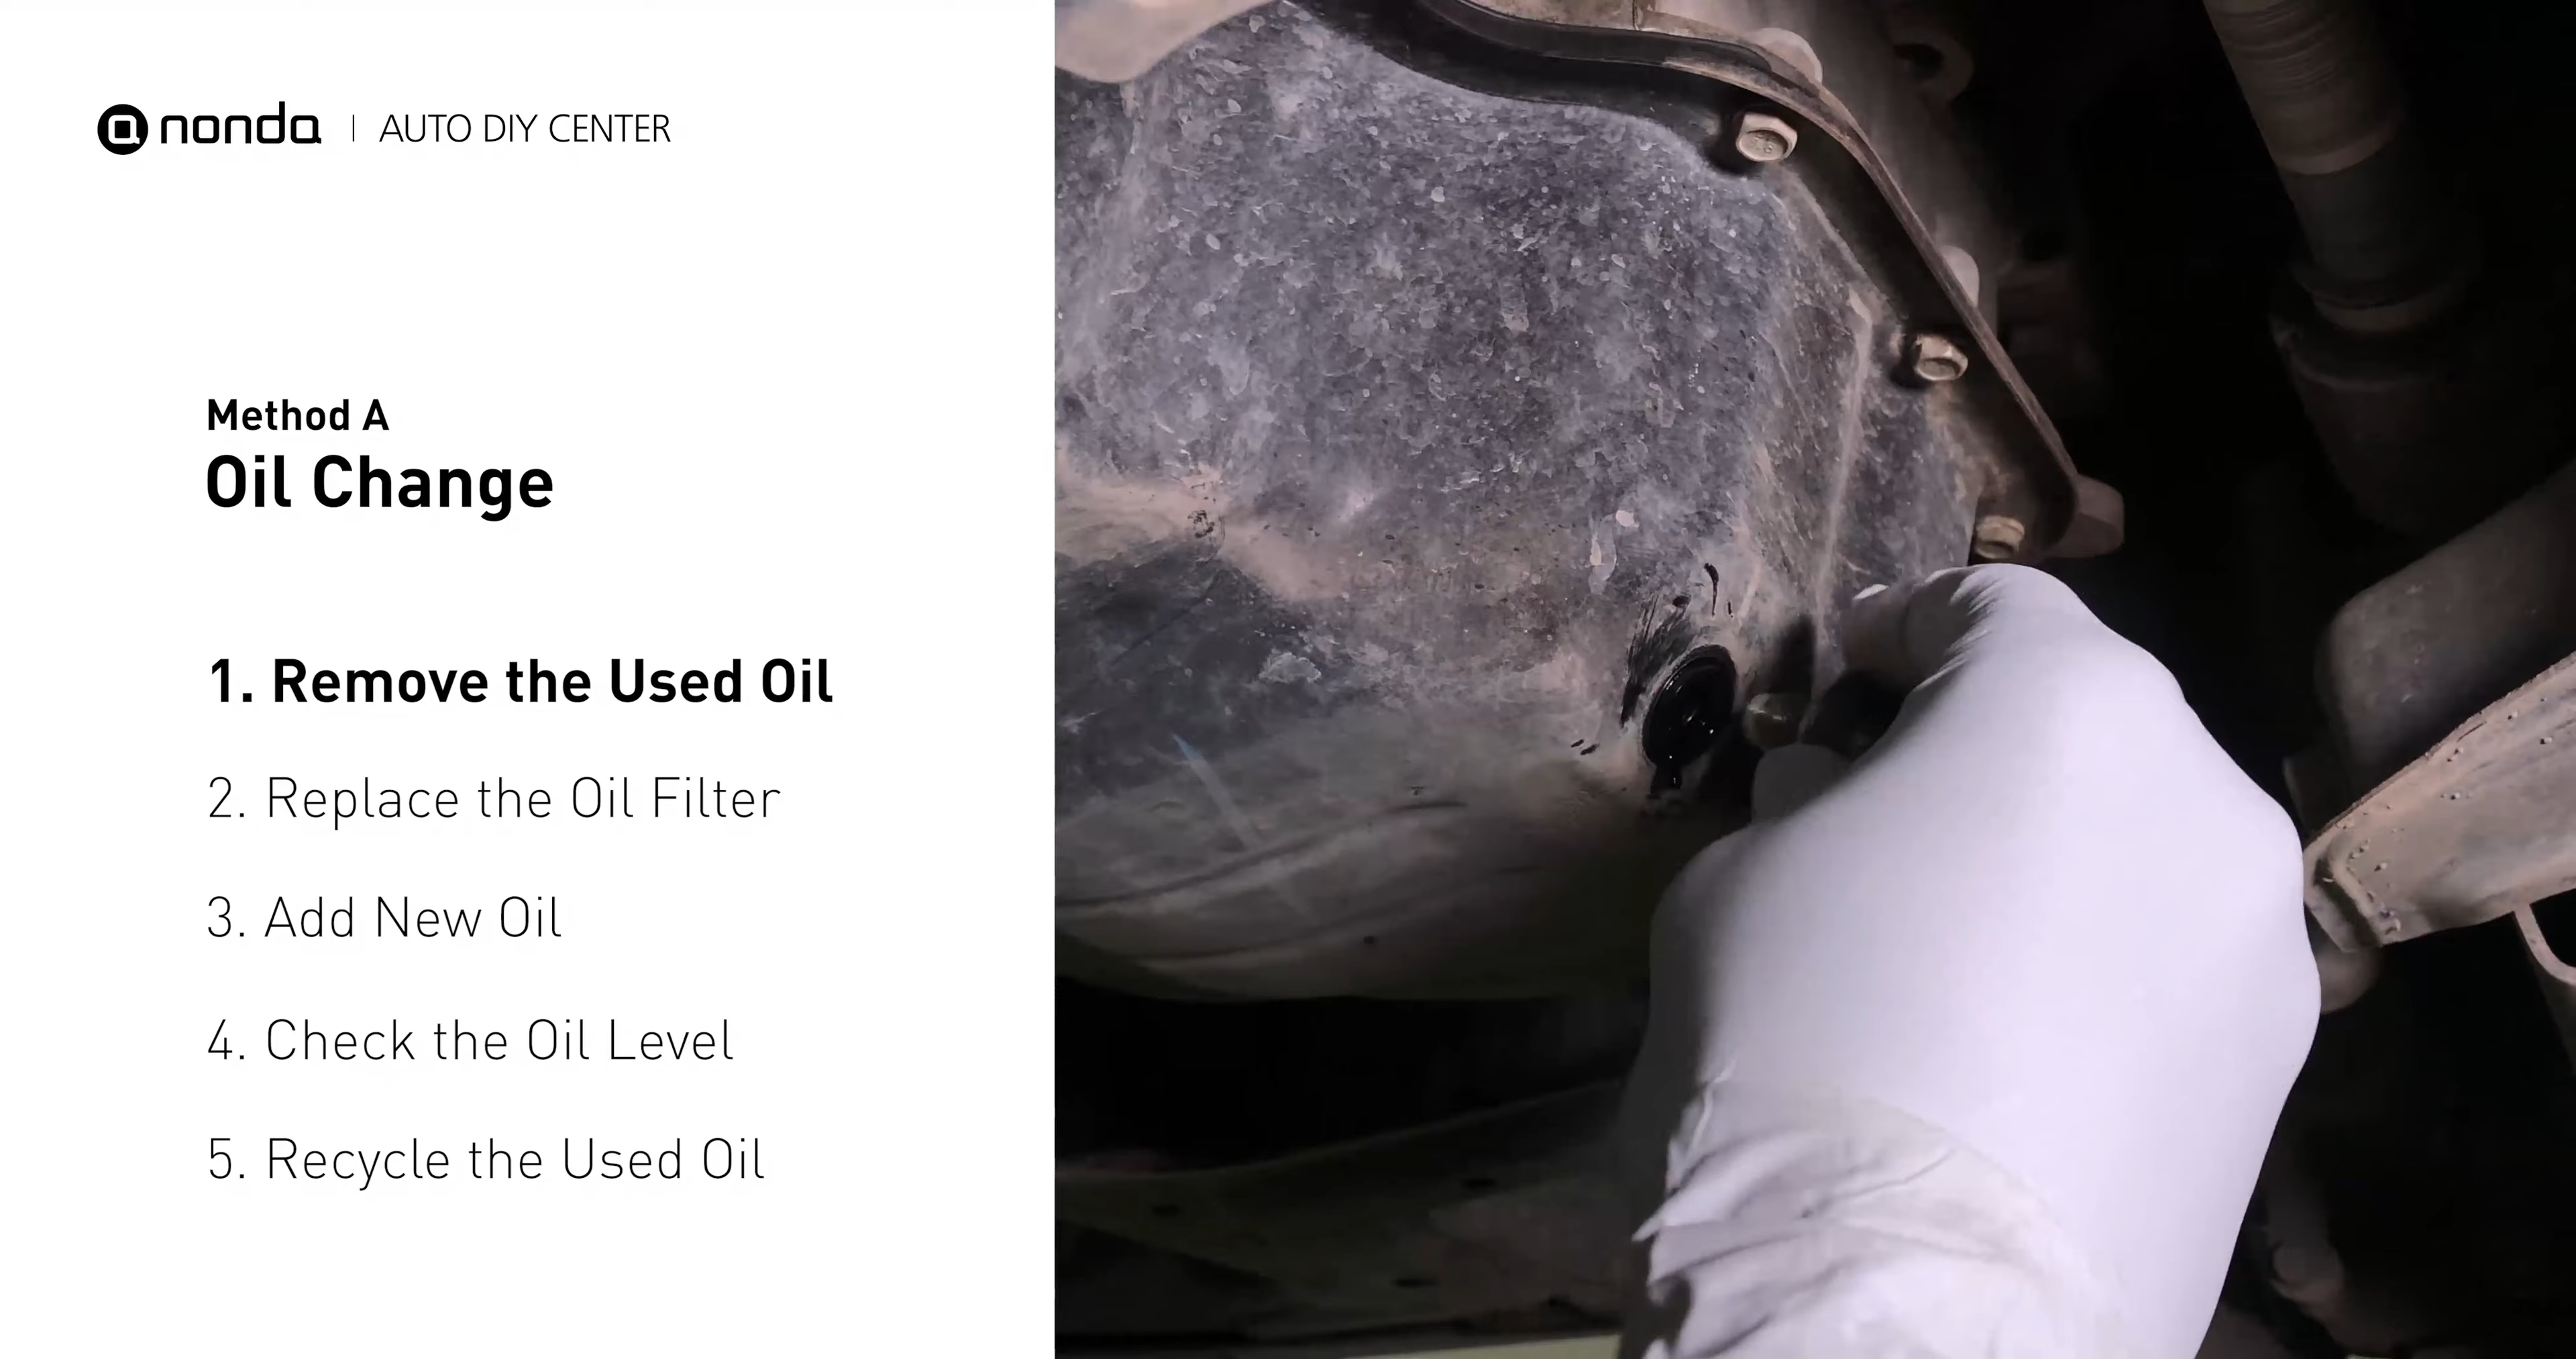 nonda | AUTO DIY CENTER
Method A
Oil Change
1. Remove the Used Oil
2. Replace the Oil Filter
3. Add New Oil
4. Check the Oil Level
5. Recycle the Used Oil